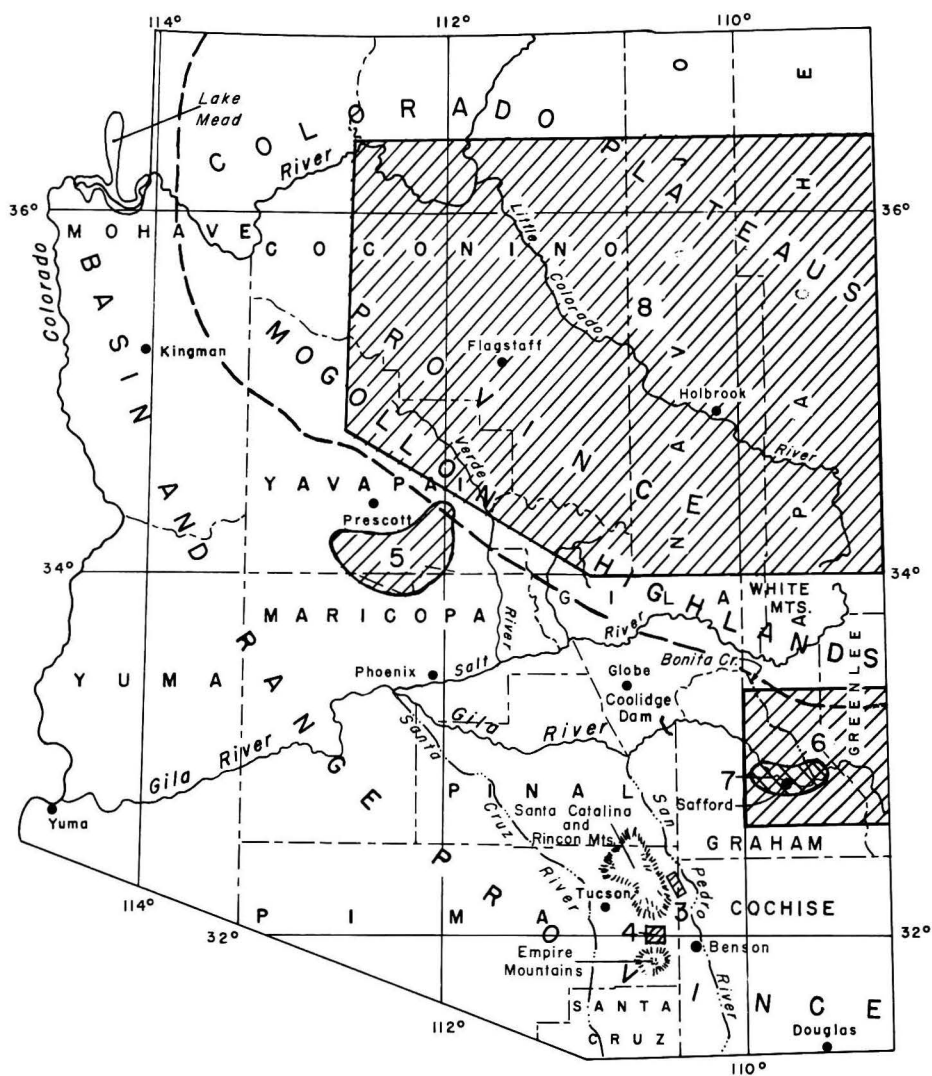 114°
112°
110°
Lake
Mead
COLORADO
PLATEAUS
River
36°
36°
MOHAVE
COCONINO
NAVAJO
APACHE
Colorado
BASIN AND RANGE PROVINCE
Little
Colorado
River
8
PROVINCE
Kingman
Flagstaff
Holbrook
MOGOLLON HIGHLANDS
Verde
River
YAVAPAI
Prescott
5
34°
34°
GILA
WHITE
MTS.
MARICOPA
YUMA
Phoenix
Salt
River
Globe
Coolidge
Dam
Bonita Cr.
GREENLEE
6
7
Safford
Gila
River
Gila
River
Santa
Cruz
River
PINAL
Santa Catalina
and
Rincon Mts.
San
Pedro
River
GRAHAM
Yuma
114°
32°
PIMA
Tucson
3
COCHISE
4
32°
Empire
Mountains
Benson
SANTA
CRUZ
Douglas
112°
110°